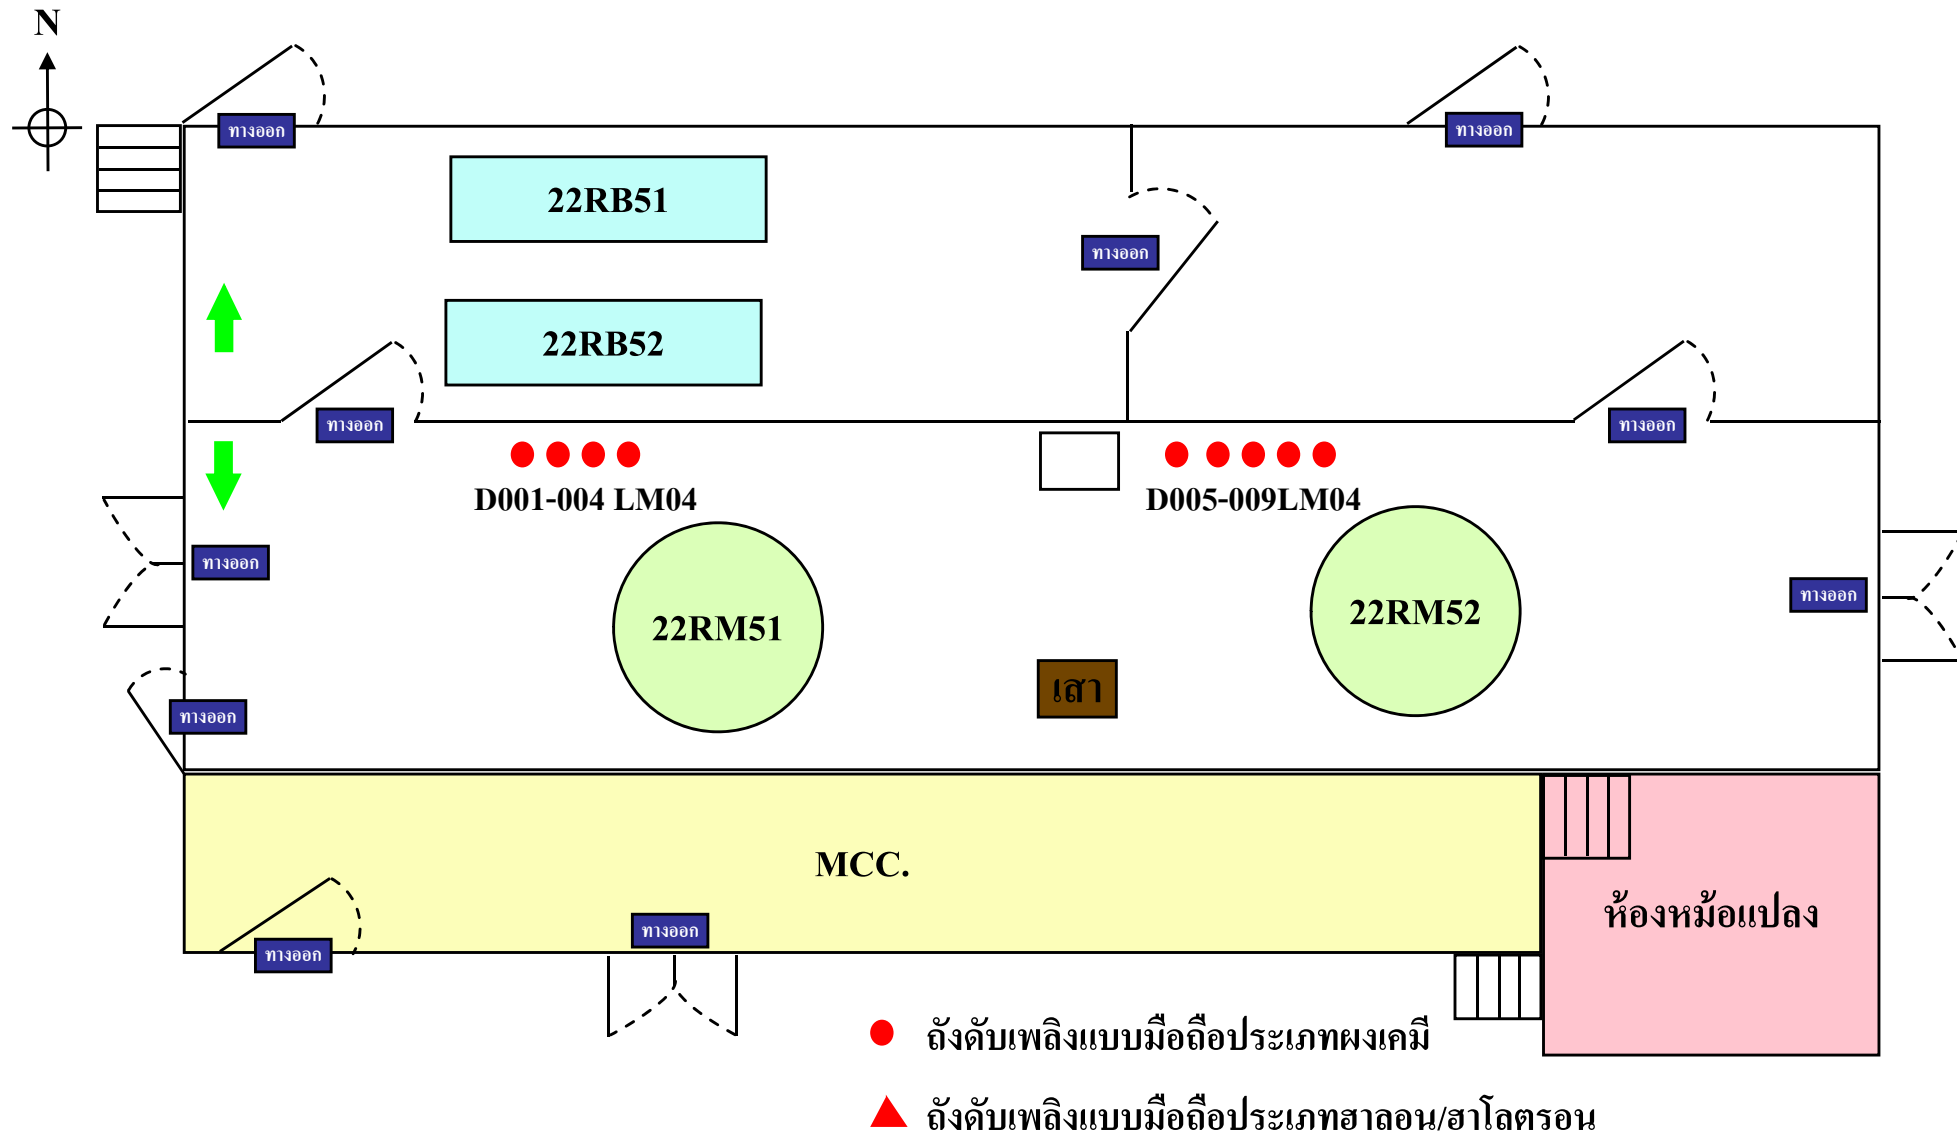 N
ทางออก
ทางออก
22RB51
ทางออก
22RB52
ทางออก
ทางออก
D001-004 LM04
D005-009LM04
ทางออก
ทางออก
22RM51
22RM52
เสา
ทางออก
MCC.
ห้องหม้อแปลง
ทางออก
ทางออก
ถังดับเพลิงแบบมือถือประเภทผงเคมี
ถังดับเพลิงแบบมือถือประเภทฮาลอน/ฮาโลตรอน